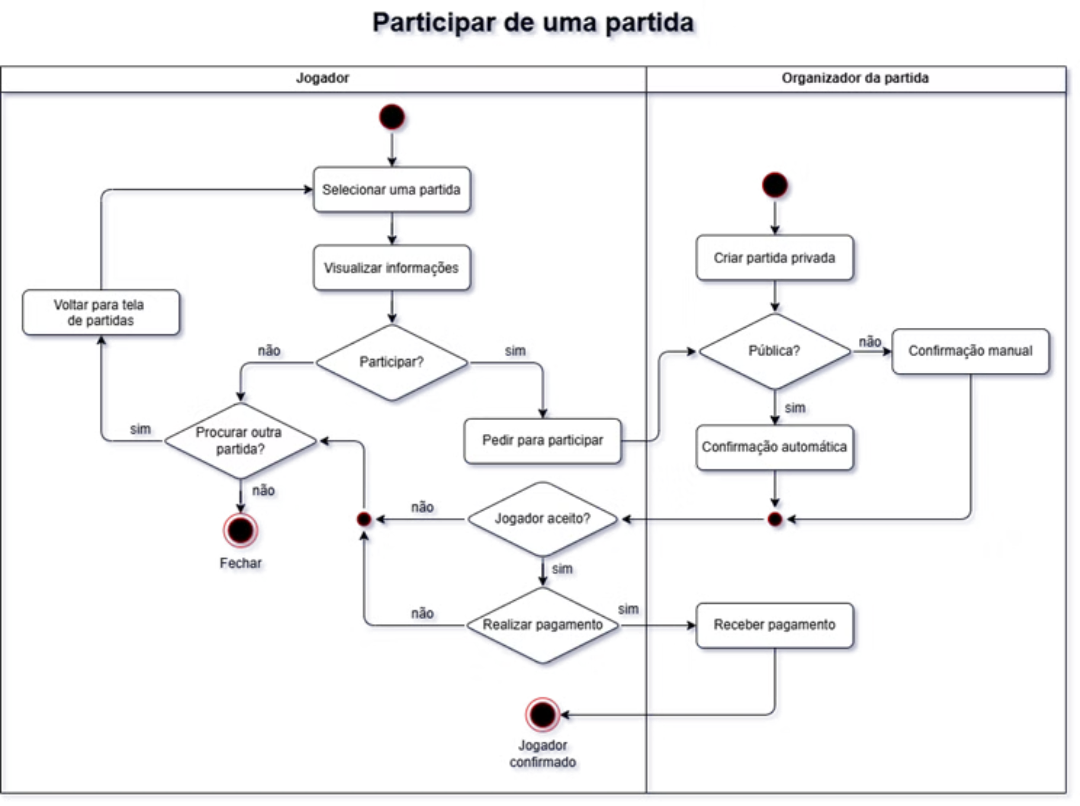 Participar de uma partida
Jogador
Organizador da partida
Selecionar uma partida
Visualizar informações
Criar partida privada
Voltar para tela
de partidas
não
Participar?
sim
Pública?
não
Confirmação manual
sim
Procurar outra
partida?
sim
Pedir para participar
Confirmação automática
não
Fechar
não
Jogador aceito?
sim
não
Realizar pagamento
sim
Receber pagamento
Jogador
confirmado